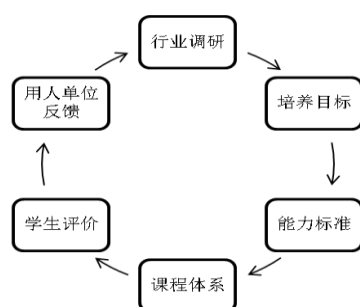 行业调研
培养目标
能力标准
课程体系
学生评价
用人单位
反馈